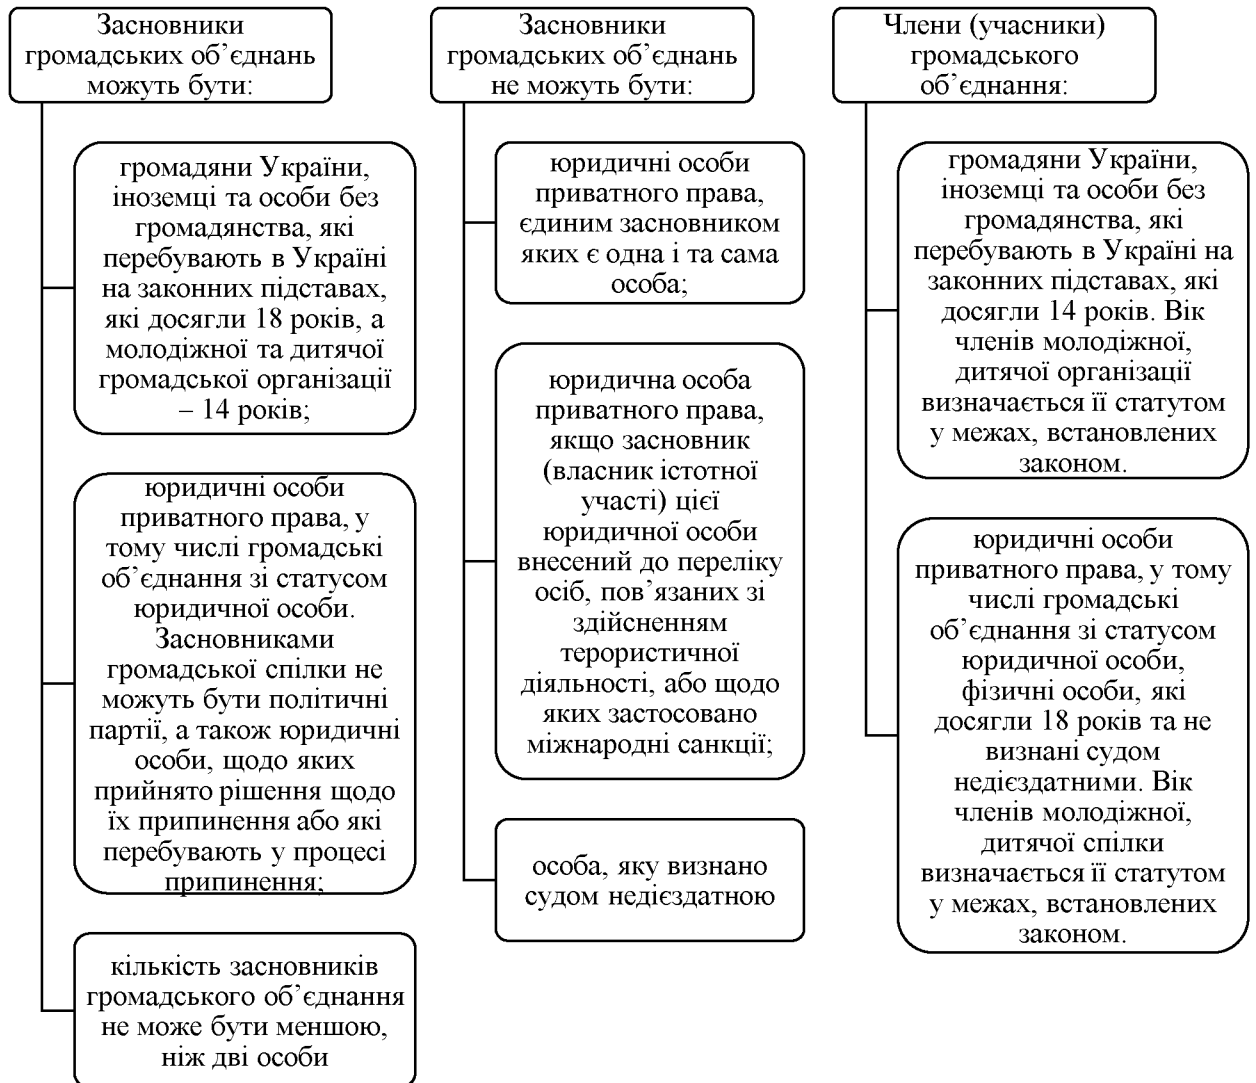 Засновники
громадських об’єднань
можуть бути:
громадяни України,
іноземці та особи без
громадянства, які
перебувають в Україні
на законних підставах,
які досягли 18 років, а
молодіжної та дитячої
громадської організації
– 14 років;
юридичні особи
приватного права, у
тому числі громадські
об’єднання зі статусом
юридичної особи.
Засновниками
громадської спілки не
можуть бути політичні
партії, а також юридичні
особи, щодо яких
прийнято рішення щодо
їх припинення або які
перебувають у процесі
припинення;
кількість засновників
громадського об’єднання
не може бути меншою,
ніж дві особи
Засновники
громадських об’єднань
не можуть бути:
юридичні особи
приватного права,
єдиним засновником
яких є одна і та сама
особа;
юридична особа
приватного права,
якщо засновник
(власник істотної
участі) цієї
юридичної особи
внесений до переліку
осіб, пов’язаних зі
здійсненням
терористичної
діяльності, або щодо
яких застосовано
міжнародні санкції;
особа, яку визнано
судом недієздатною
Члени (учасники)
громадського
об’єднання:
громадяни України,
іноземці та особи без
громадянства, які
перебувають в Україні на
законних підставах, які
досягли 14 років. Вік
членів молодіжної,
дитячої організації
визначається її статутом
у межах, встановлених
законом.
юридичні особи
приватного права, у тому
числі громадські
об’єднання зі статусом
юридичної особи,
фізичні особи, які
досягли 18 років та не
визнані судом
недієздатними. Вік
членів молодіжної,
дитячої спілки
визначається її статутом
у межах, встановлених
законом.